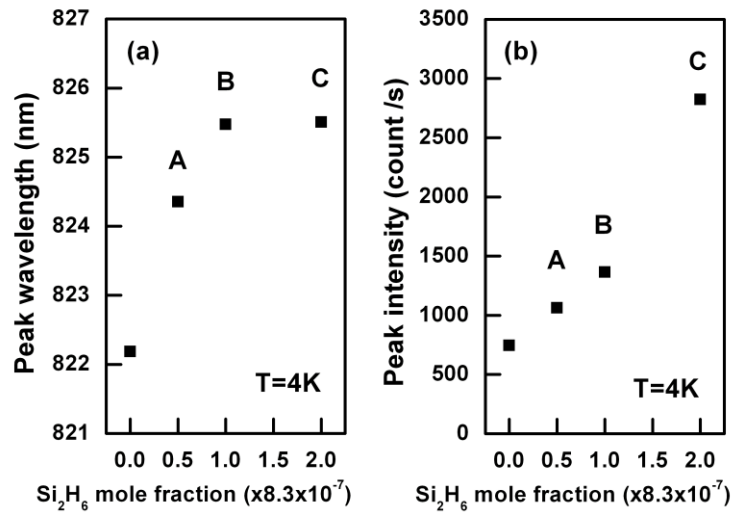 (a)
827
826
825
824
823
822
821
Peak wavelength (nm)
A
B
C
T=4K
0.0 0.5 1.0 1.5 2.0
Si₂H₆ mole fraction (x8.3x10⁻⁷)
(b)
3500
3000
2500
2000
1500
1000
500
0
Peak intensity (count /s)
A
B
C
T=4K
0.0 0.5 1.0 1.5 2.0
Si₂H₆ mole fraction (x8.3x10⁻⁷)